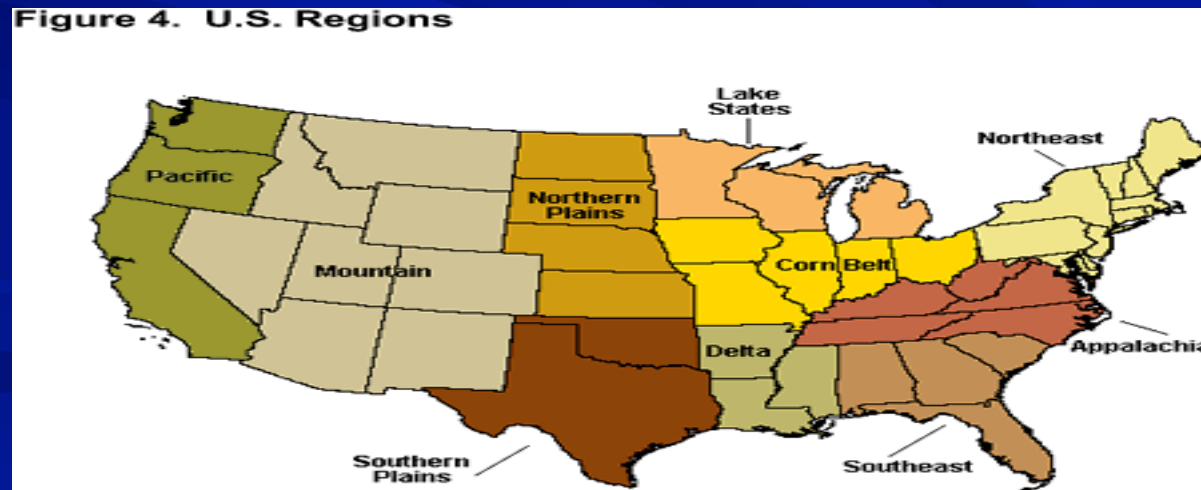 Figure 4. U.S. Regions
Lake
States
Northeast
Pacific
Northern
Plains
Mountain
Corn Belt
Delta
Appalachia
Southern
Plains
Southeast